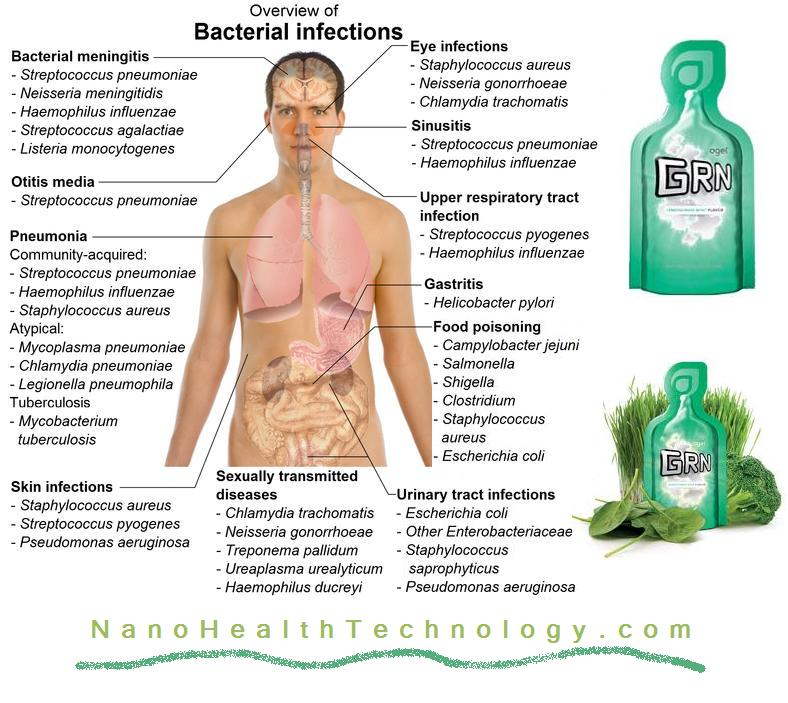 Overview of
Bacterial infections
Bacterial meningitis
- Streptococcus pneumoniae
- Neisseria meningitidis
- Haemophilus influenzae
- Streptococcus agalactiae
- Listeria monocytogenes
Otitis media
- Streptococcus pneumoniae
Pneumonia
Community-acquired:
- Streptococcus pneumoniae
- Haemophilus influenzae
- Staphylococcus aureus
Atypical:
- Mycoplasma pneumoniae
- Chlamydia pneumoniae
- Legionella pneumophila
Tuberculosis
- Mycobacterium
tuberculosis
Skin infections
- Staphylococcus aureus
- Streptococcus pyogenes
- Pseudomonas aeruginosa
Eye infections
- Staphylococcus aureus
- Neisseria gonorrhoeae
- Chlamydia trachomatis
Sinusitis
- Streptococcus pneumoniae
- Haemophilus influenzae
Upper respiratory tract
infection
- Streptococcus pyogenes
- Haemophilus influenzae
Gastritis
- Helicobacter pylori
Food poisoning
- Campylobacter jejuni
- Salmonella
- Shigella
- Clostridium
- Staphylococcus
aureus
- Escherichia coli
Sexually transmitted
diseases
- Chlamydia trachomatis
- Neisseria gonorrhoeae
- Treponema pallidum
- Ureaplasma urealyticum
- Haemophilus ducreyi
Urinary tract infections
- Escherichia coli
- Other Enterobacteriaceae
- Staphylococcus
saprophyticus
- Pseudomonas aeruginosa
agel
GRN
agel
GRN
NanoHealthTechnology.com